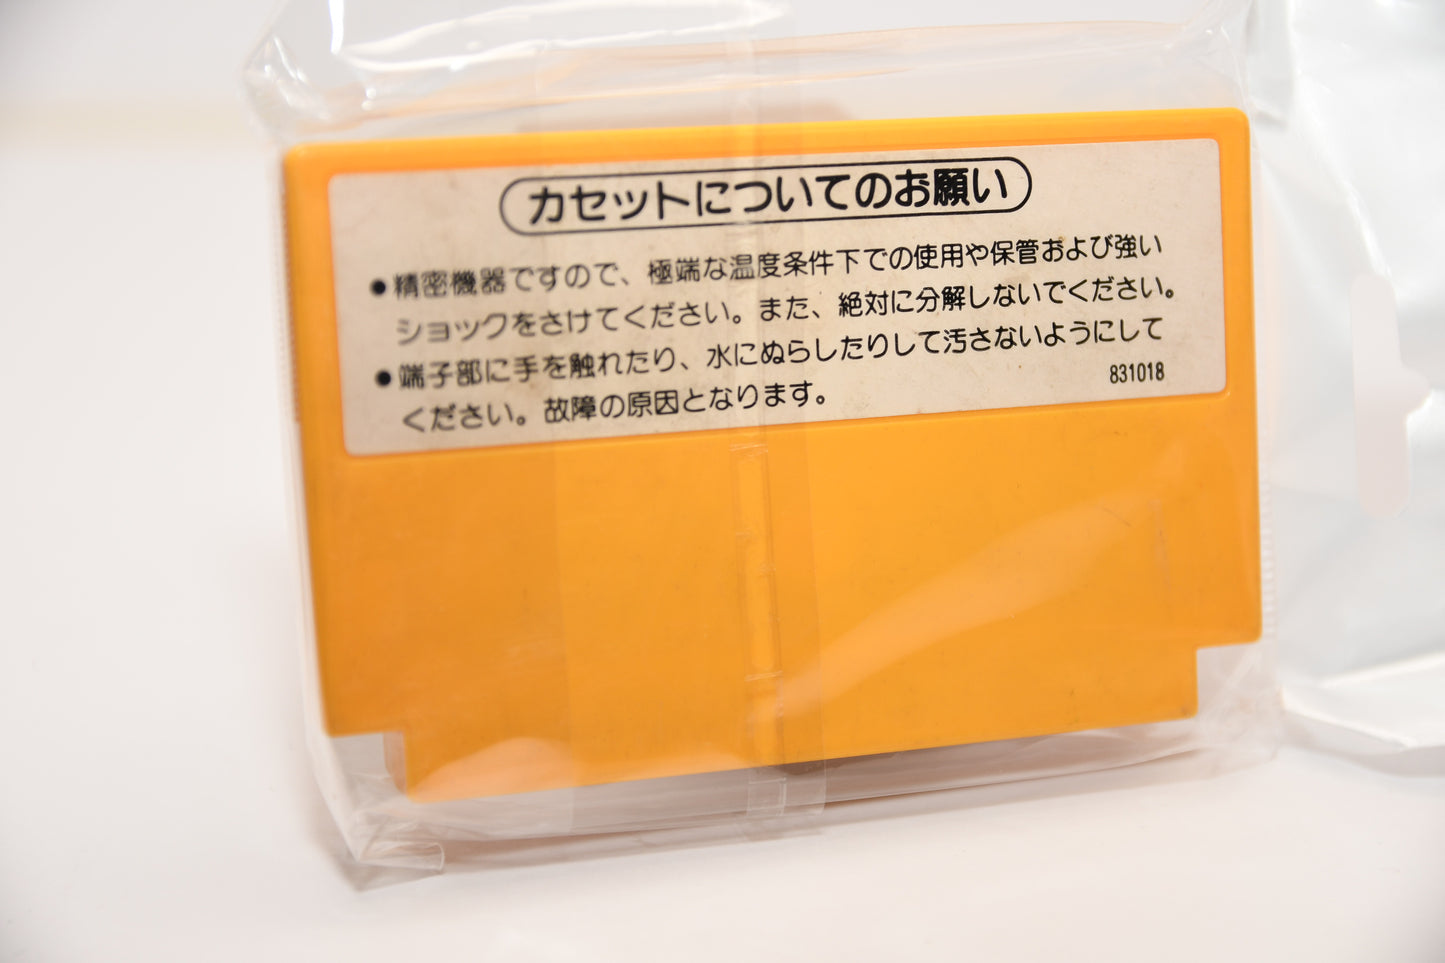 カセットについてのお願い
●精密機器ですので、極端な温度条件下での使用や保管および強い
ショックをさけてください。また、絶対に分解しないでください。
●端子部に手を触れたり、水にぬらしたりして汚さないようにして
ください。故障の原因となります。
831018